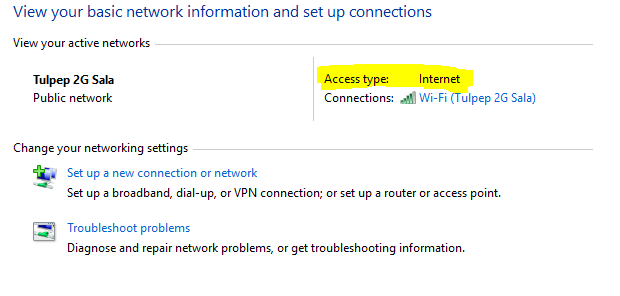 View your basic network information and set up connections
View your active networks
Tulpep 2G Sala
Public network
Access type: Internet
Connections: Wi-Fi (Tulpep 2G Sala)
Change your networking settings
Set up a new connection or network
Set up a broadband, dial-up, or VPN connection; or set up a router or access point.
Troubleshoot problems
Diagnose and repair network problems, or get troubleshooting information.